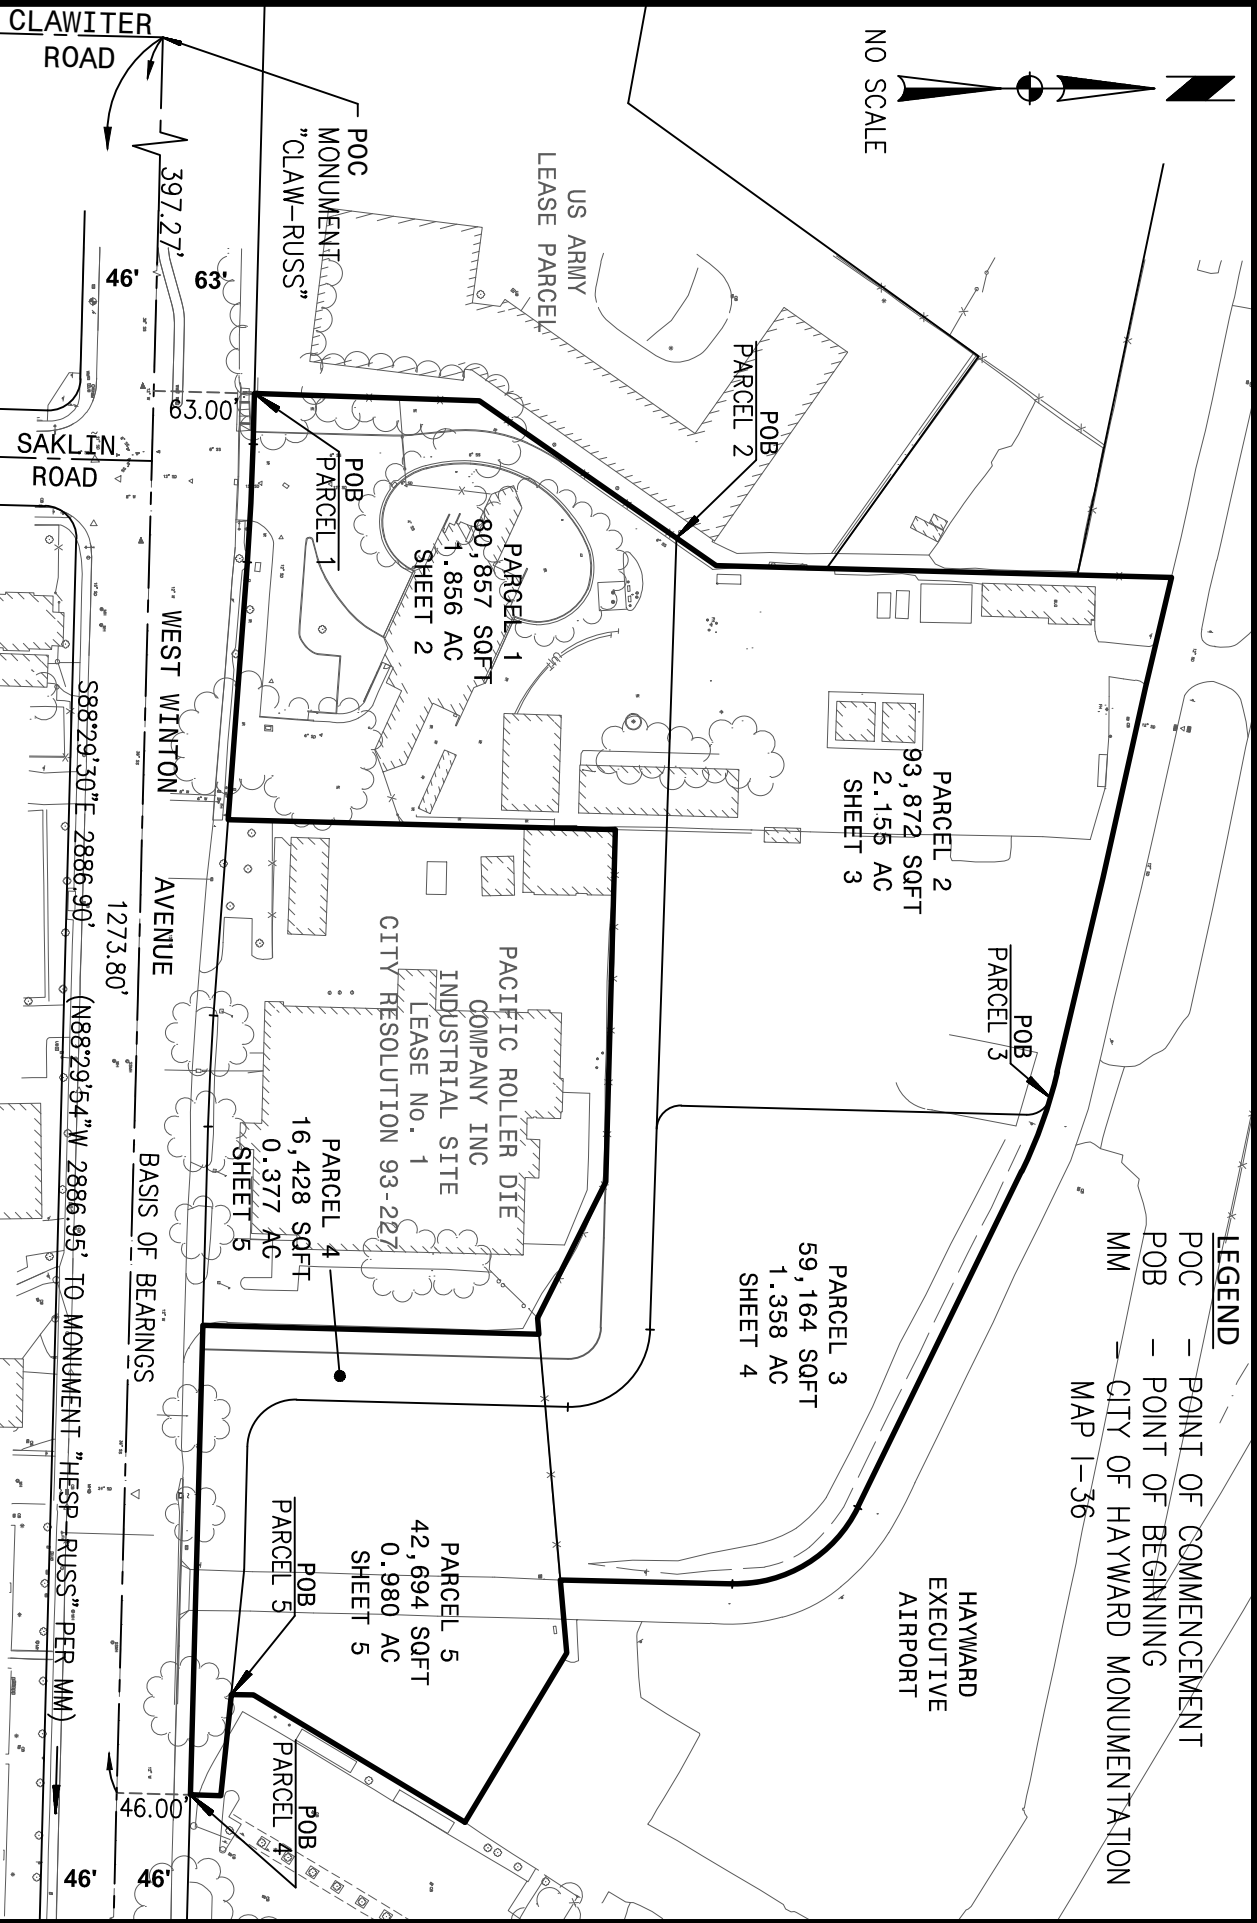 CLAWITER
ROAD
NO SCALE
POC
MONUMENT
"CLAW-RUSS"
397.27'
46'
63'
63.00'
SAKLIN
ROAD
US ARMY
LEASE PARCEL
POB
PARCEL 2
POB
PARCEL 1
PARCEL 1
80,857 SQFT
1.856 AC
SHEET 2
PARCEL 2
93,872 SQFT
2.155 AC
SHEET 3
POB
PARCEL 3
WEST WINTON
AVENUE
1273.80'
S88°29'30"E 2886.90' (N88°29'54"W 2886.95' TO MONUMENT "HESP-RUSS" PER MM)
BASIS OF BEARINGS
PACIFIC ROLLER DIE
COMPANY INC
INDUSTRIAL SITE
LEASE No. 1
CITY RESOLUTION 93-227
PARCEL 4
16,428 SQFT
0.377 AC
SHEET 5
PARCEL 3
59,164 SQFT
1.358 AC
SHEET 4
LEGEND
POC – POINT OF COMMENCEMENT
POB – POINT OF BEGINNING
MM – CITY OF HAYWARD MONUMENTATION
MAP I-36
PARCEL 5
42,694 SQFT
0.980 AC
SHEET 5
POB
PARCEL 5
HAYWARD
EXECUTIVE
AIRPORT
POB
PARCEL 4
46.00'
46'
46'